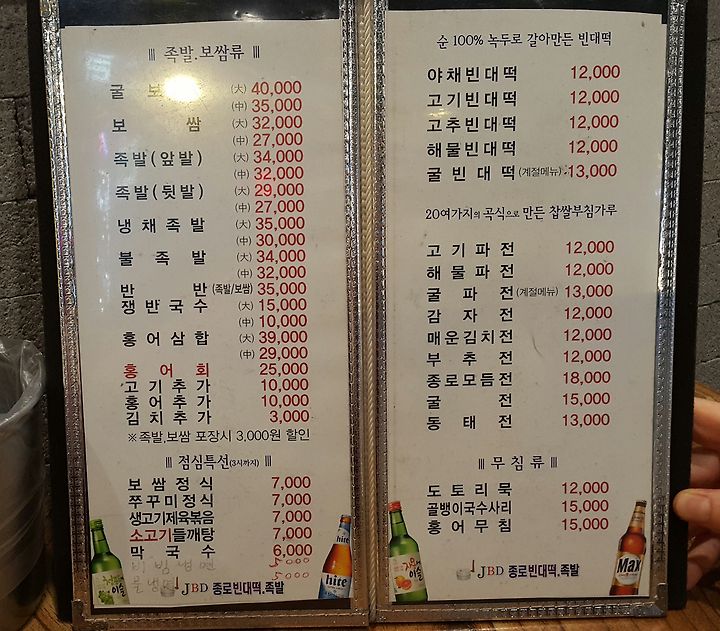 ||| 족발.보쌈류 |||
굴 보 (大) 40,000
(中) 35,000
보 쌈 (大) 32,000
(中) 27,000
족발(앞발) (大) 34,000
(中) 32,000
족발(뒷발) (大) 29,000
(中) 27,000
냉채족발 (大) 35,000
(中) 30,000
불 족 발 (大) 34,000
(中) 32,000
반 반 (족발/보쌈) 35,000
쟁반국수 (大) 15,000
(中) 10,000
홍어삼합 (大) 39,000
(中) 29,000
홍 어 회 25,000
고기추가 10,000
홍어추가 10,000
김치추가 3,000
※족발,보쌈 포장시 3,000원 할인
||| 점심특선(3시까지) |||
보쌈정식 7,000
쭈꾸미정식 7,000
생고기제육볶음 7,000
소고기들깨탕 7,000
막 국 수 6,000
비빔냉면 5000
물냉면 5000
이슬
hite
JBD 종로빈대떡.족발
순 100% 녹두로 갈아만든 빈대떡
야채빈대떡 12,000
고기빈대떡 12,000
고추빈대떡 12,000
해물빈대떡 12,000
굴빈대떡 (계절메뉴) 13,000
20여가지의 곡식으로 만든 찹쌀부침가루
고기파전 12,000
해물파전 12,000
굴 파 전 (계절메뉴) 13,000
감 자 전 12,000
매운김치전 12,000
부 추 전 12,000
종로모듬전 18,000
굴 전 15,000
동 태 전 13,000
||| 무 침 류 |||
도토리묵 12,000
골뱅이국수사리 15,000
홍어무침 15,000
이슬
Max
JBD 종로빈대떡.족발